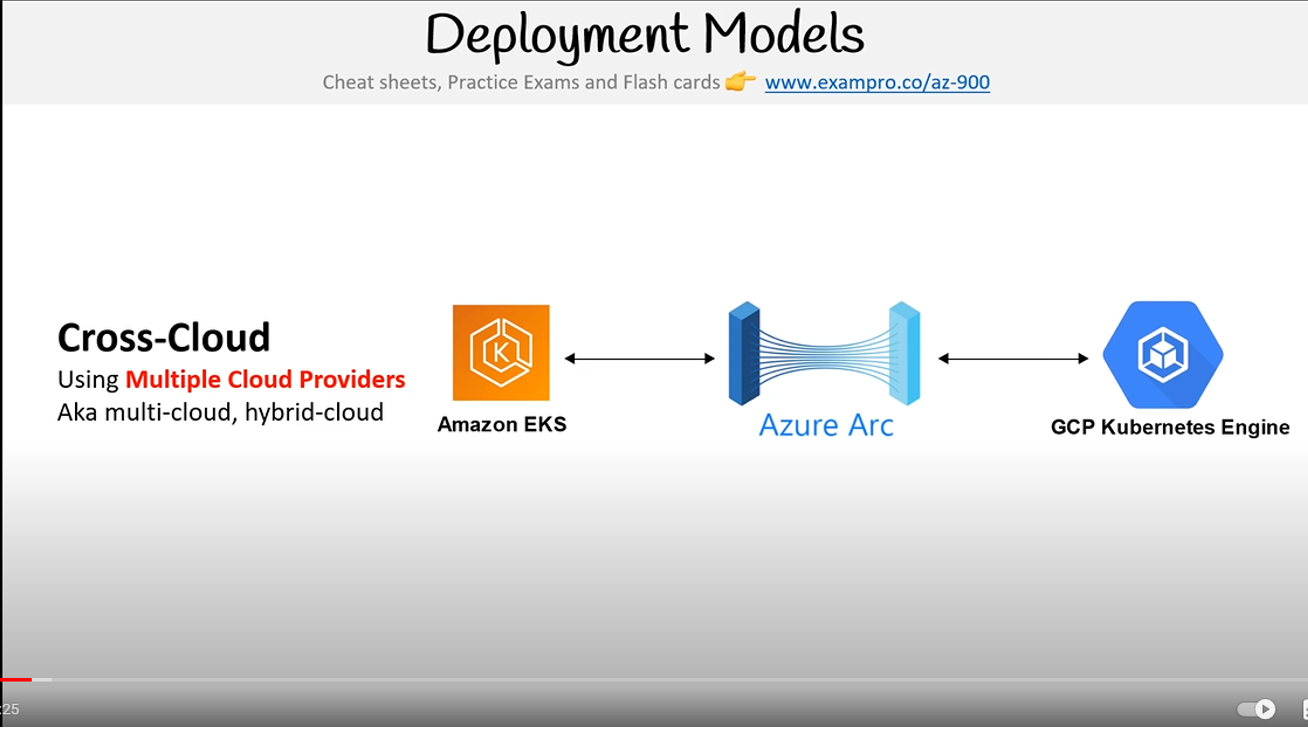 Deployment Models
Cheat sheets, Practice Exams and Flash cards 👉 www.exampro.co/az-900
Cross-Cloud
Using Multiple Cloud Providers
Aka multi-cloud, hybrid-cloud
K
Amazon EKS
Azure Arc
GCP Kubernetes Engine
:25